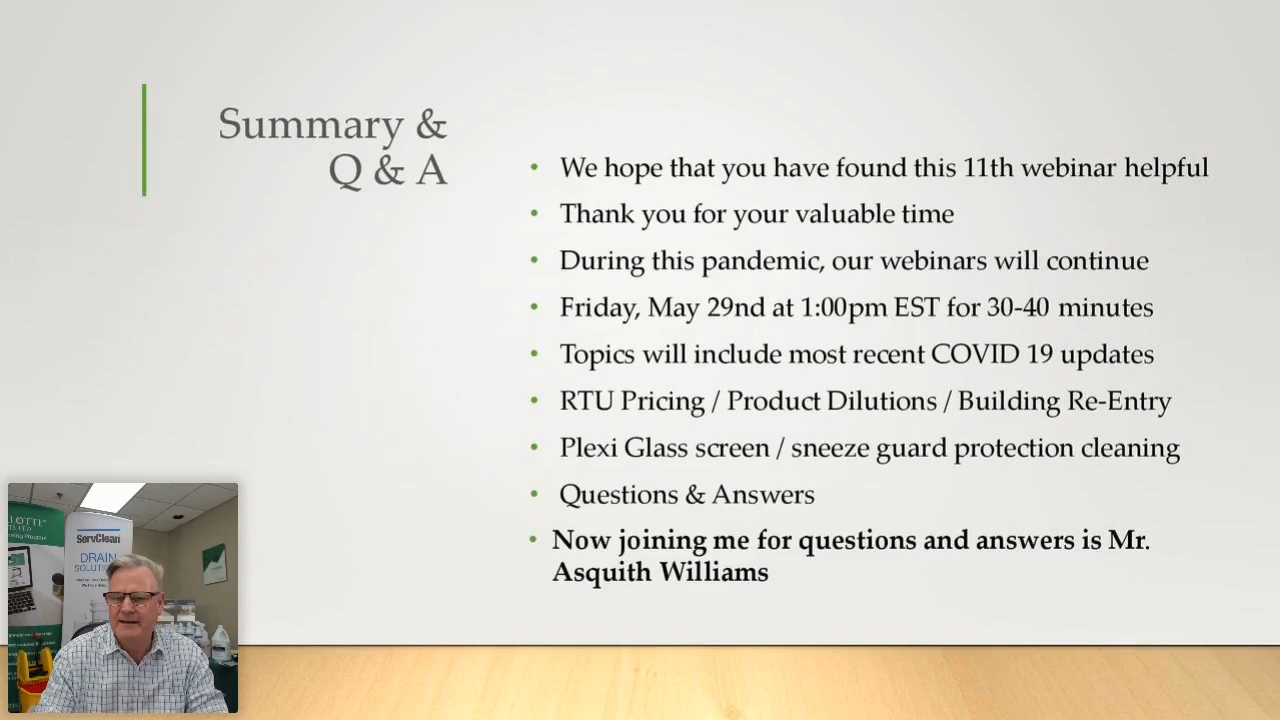 Summary &
Q & A
• We hope that you have found this 11th webinar helpful
• Thank you for your valuable time
• During this pandemic, our webinars will continue
• Friday, May 29nd at 1:00pm EST for 30-40 minutes
• Topics will include most recent COVID 19 updates
• RTU Pricing / Product Dilutions / Building Re-Entry
• Plexi Glass screen / sneeze guard protection cleaning
• Questions & Answers
• Now joining me for questions and answers is Mr.
Asquith Williams
ServClean
DRAIN